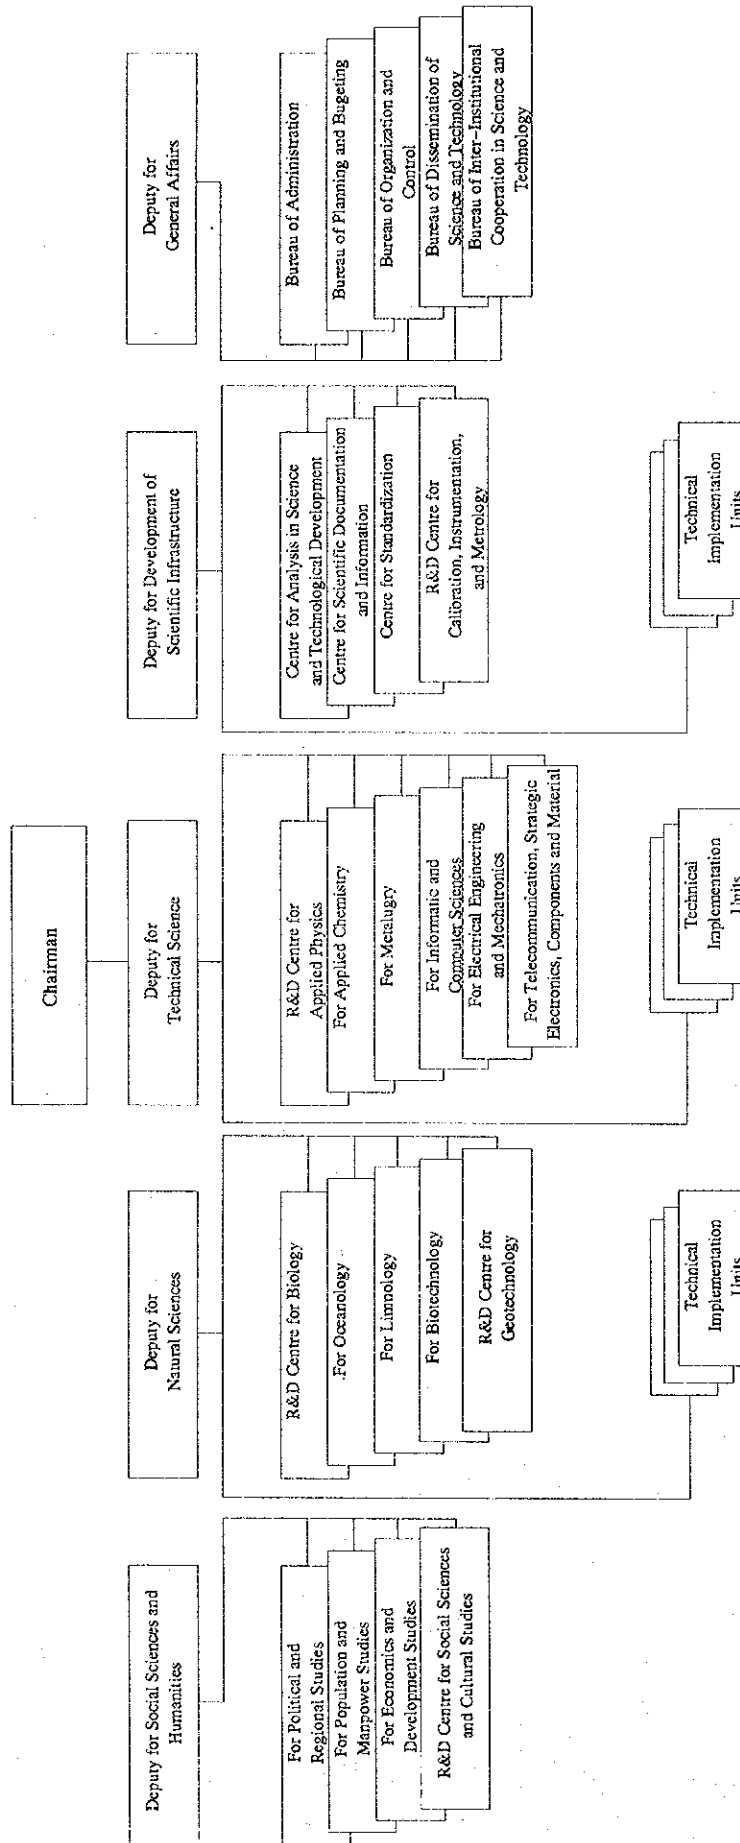 Chairman
Deputy for Social Sciences and
Humanities
For Political and
Regional Studies
For Population and
Manpower Studies
For Economics and
Development Studies
R&D Centre for Social Sciences
and Cultural Studies
Deputy for
Natural Sciences
R&D Centre for Biology
.For Oceanology
For Limnology
For Biotechnology
R&D Centre for
Geotechnology
Technical
Implementation
Units
Deputy for
Technical Science
R&D Centre for
Applied Physics
For Applied Chemistry
For Metalugry
For Informatic and
Computer Sciences
For Electrical Engineering
and Mechatronics
For Telecommunication, Strategic
Electronics, Components and Material
Technical
Implementation
Units
Deputy for Development of
Scientific Infrastructure
Centre for Analysis in Science
and Technological Development
Centre for Scientific Documentation
and Information
Centre for Standardization
R&D Centre for
Calibration, Instrumentation,
and Metrology
Technical
Implementation
Units
Deputy for
General Affairs
Bureau of Administration
Bureau of Planning and Bugeting
Bureau of Organization and
Control
Bureau of Dissemination of
Science and Technology
Bureau of Inter-Institutional
Cooperation in Science and
Technology